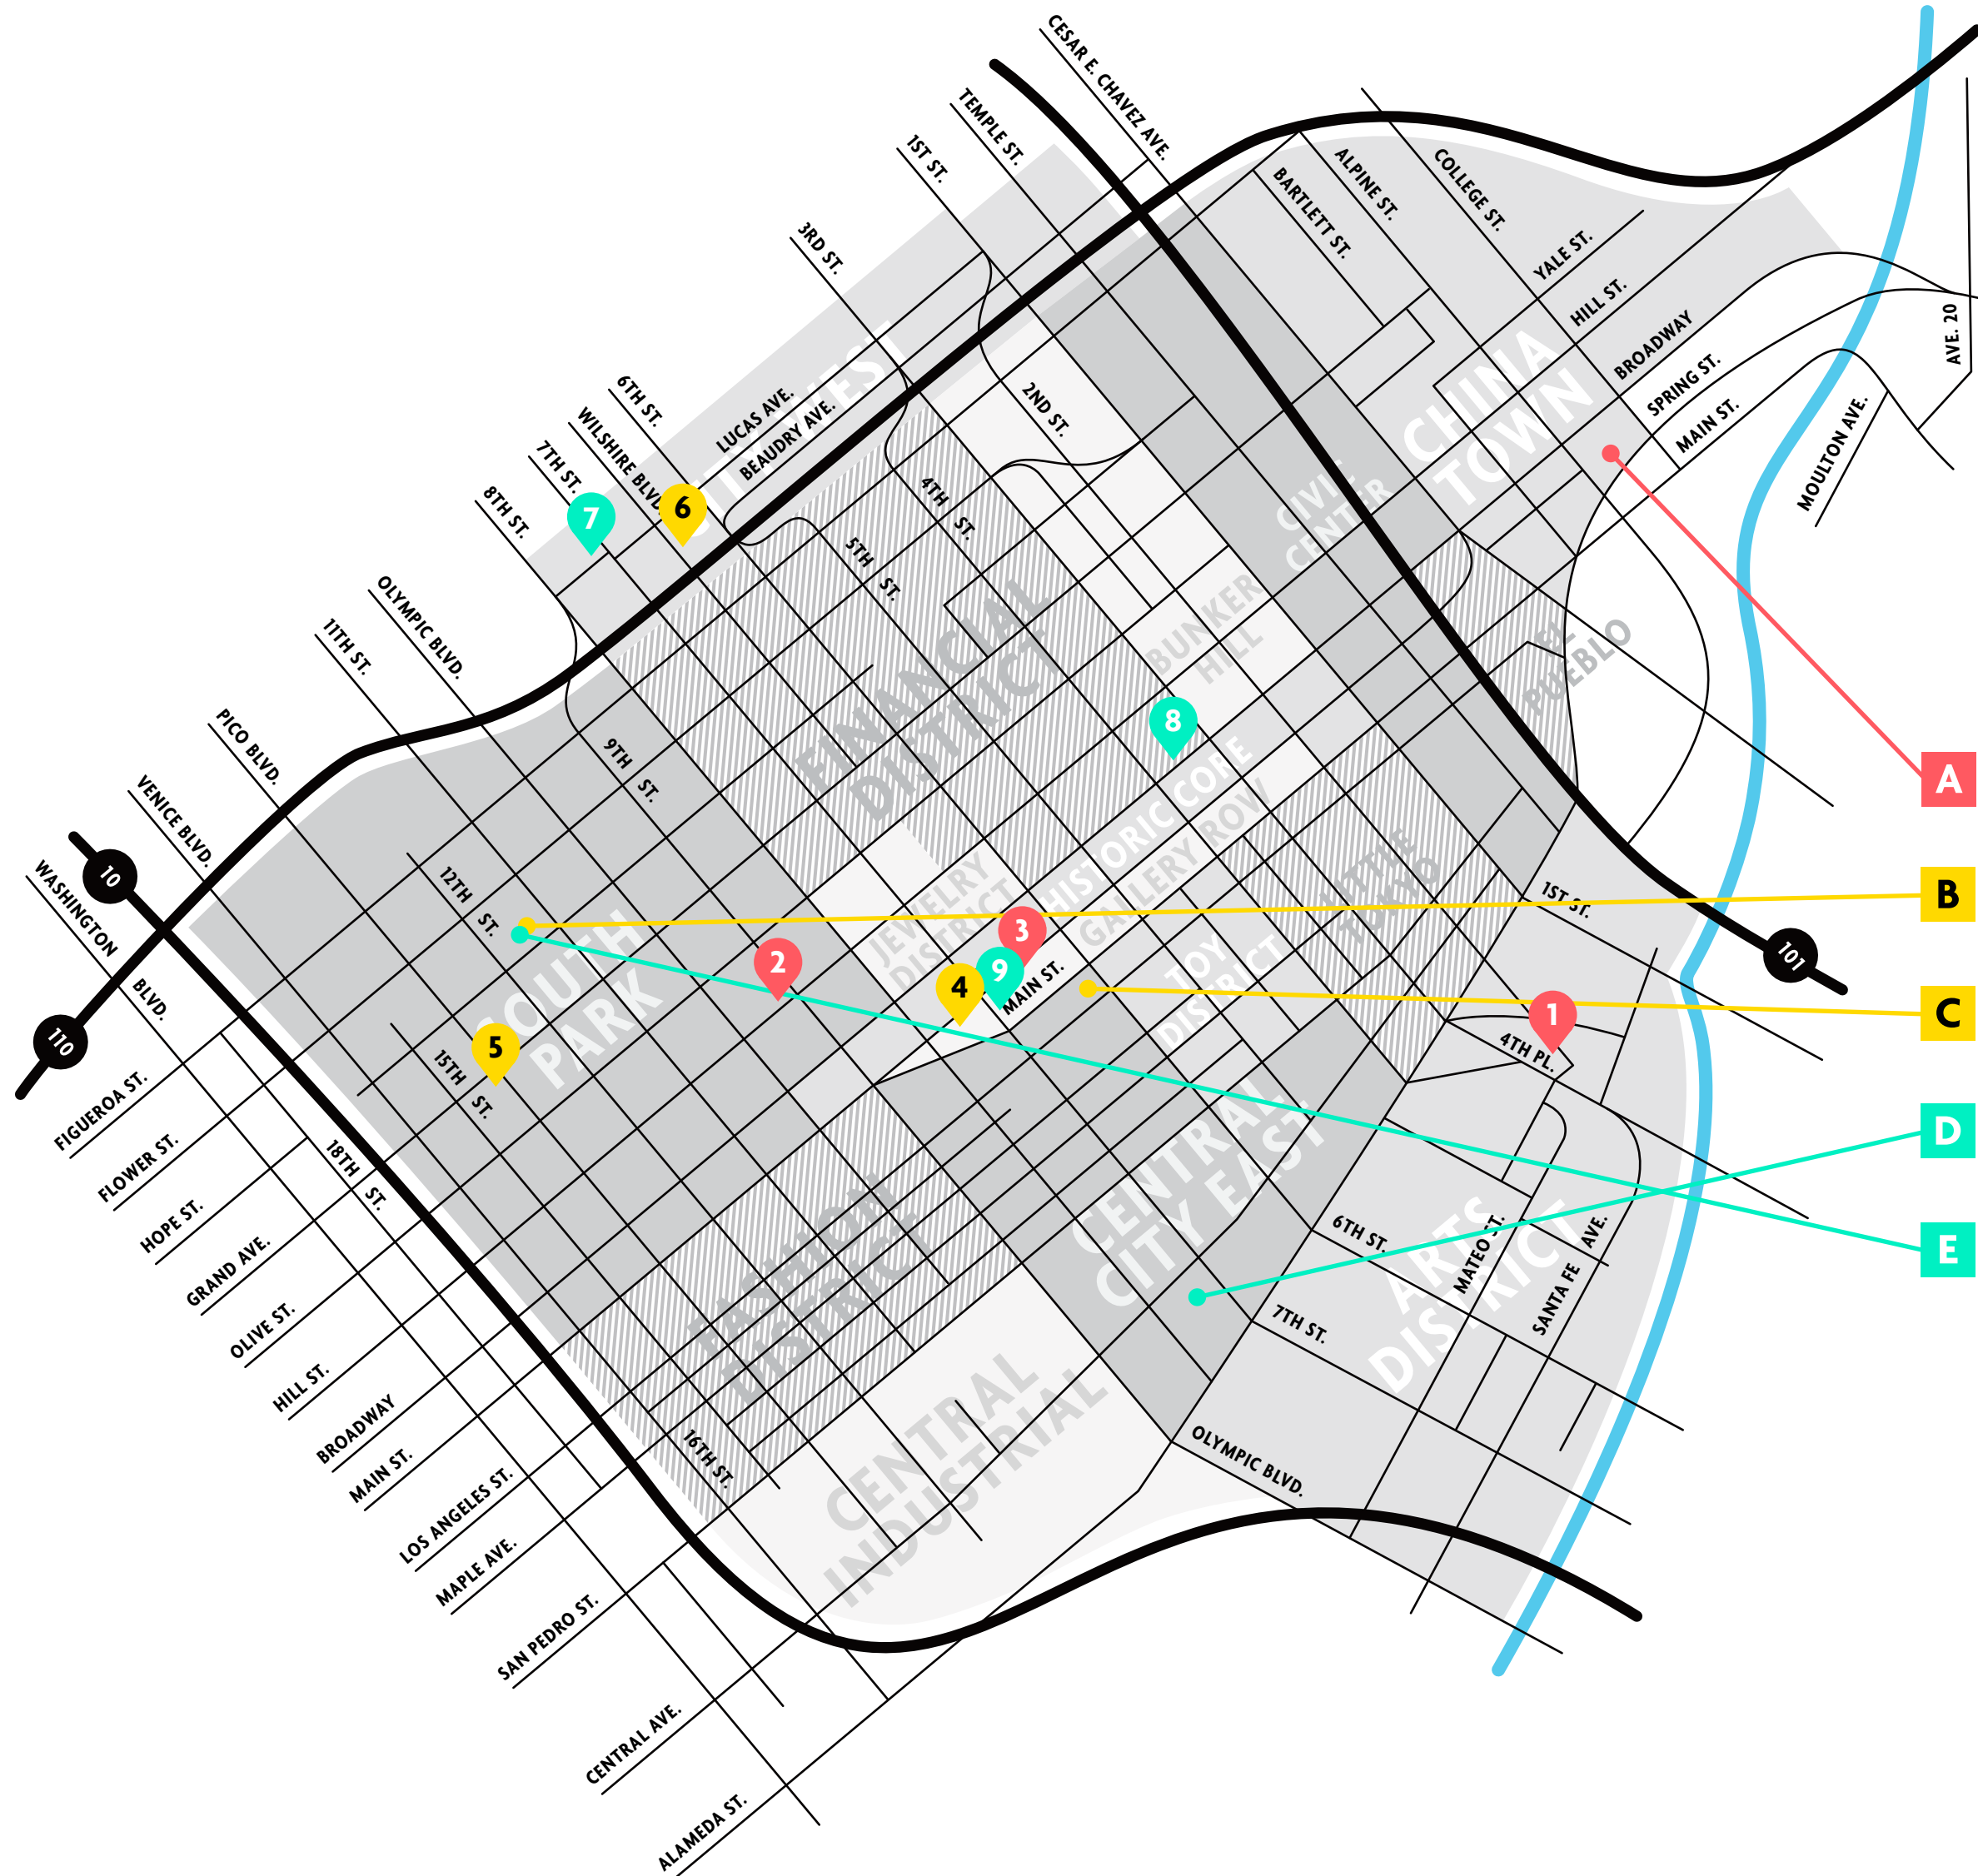 CESAR E. CHAVEZ AVE.
TEMPLE ST.
1ST ST.
3RD ST.
ALPINE ST.
COLLEGE ST.
BARTLETT ST.
YALE ST.
HILL ST.
BROADWAY
SPRING ST.
MAIN ST.
AVE. 20
MOULTON AVE.
CHINA
TOWN
CITY WEST
LUCAS AVE.
BEAUDRY AVE.
2ND ST.
6TH ST.
WILSHIRE BLVD.
7TH ST.
8TH ST.
7
6
4TH ST.
5TH ST.
CIVIC
CENTER
OLYMPIC BLVD.
11TH ST.
FINANCIAL
DISTRICT
BUNKER
HILL
EL
PUEBLO
8
PICO BLVD.
9TH ST.
VENICE BLVD.
HISTORIC CORE
GALLERY ROW
LITTLE
TOKYO
A
WASHINGTON BLVD.
10
12TH ST.
JEWELRY
DISTRICT
1ST ST.
B
SOUTH
PARK
2
3
9
4
MAIN ST.
TOY
DISTRICT
101
C
110
5
15TH ST.
1
4TH PL.
FIGUEROA ST.
FLOWER ST.
HOPE ST.
GRAND AVE.
OLIVE ST.
HILL ST.
BROADWAY
MAIN ST.
LOS ANGELES ST.
MAPLE AVE.
SAN PEDRO ST.
CENTRAL AVE.
ALAMEDA ST.
18TH ST.
16TH ST.
CENTRAL
CITY EAST
D
E
FASHION
DISTRICT
6TH ST.
7TH ST.
MATEO ST.
SANTA FE AVE.
ARTS
DISTRICT
CENTRAL
INDUSTRIAL
OLYMPIC BLVD.